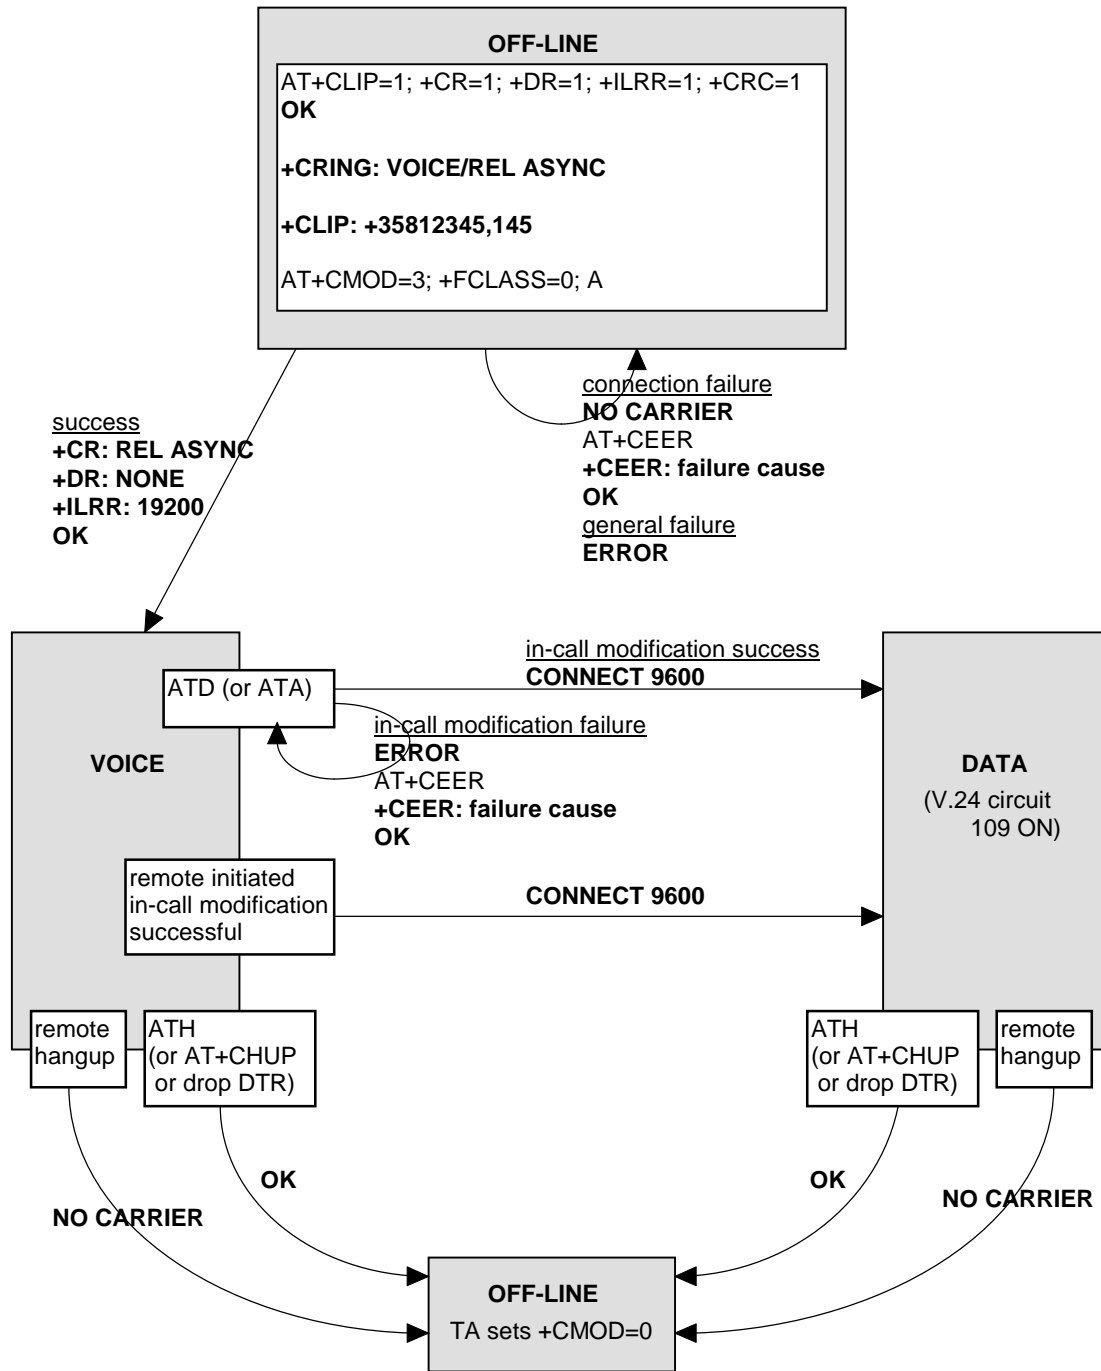 OFF-LINE
AT+CLIP=1; +CR=1; +DR=1; +ILRR=1; +CRC=1
OK
+CRING: VOICE/REL ASYNC
+CLIP: +35812345,145
AT+CMOD=3; +FCLASS=0; A
success
+CR: REL ASYNC
+DR: NONE
+ILRR: 19200
OK
connection failure
NO CARRIER
AT+CEER
+CEER: failure cause
OK
general failure
ERROR
VOICE
ATD (or ATA)
in-call modification success
CONNECT 9600
in-call modification failure
ERROR
AT+CEER
+CEER: failure cause
OK
DATA
(V.24 circuit
109 ON)
remote initiated
in-call modification
successful
CONNECT 9600
remote
hangup
ATH
(or AT+CHUP
or drop DTR)
ATH
(or AT+CHUP
or drop DTR)
remote
hangup
OK
NO CARRIER
OK
NO CARRIER
OFF-LINE
TA sets +CMOD=0